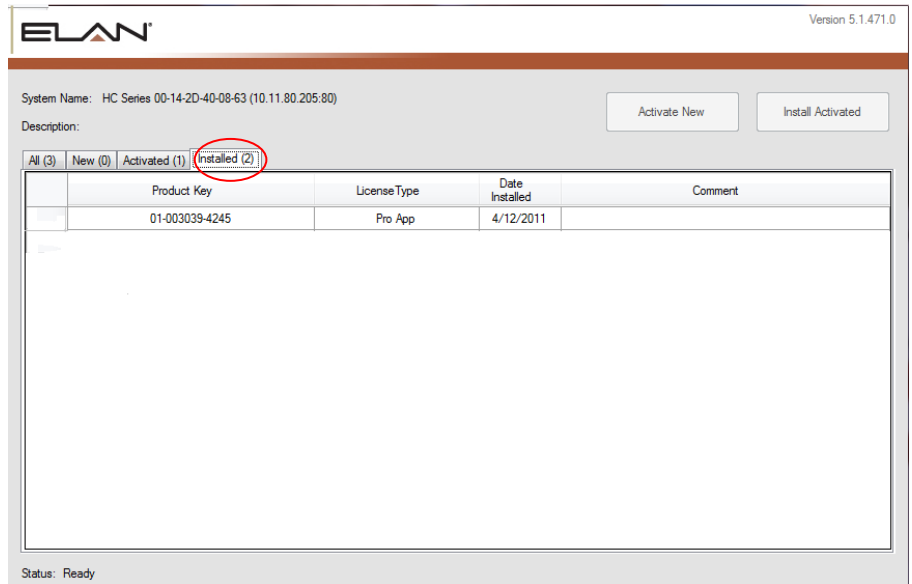 ELAN
Version 5.1.471.0
System Name: HC Series 00-14-2D-40-08-63 (10.11.80.205:80)
Activate New
Install Activated
Description:
All (3) New (0) Activated (1) Installed (2)
Product Key LicenseType Date Installed Comment
01-003039-4245 Pro App 4/12/2011
Status: Ready